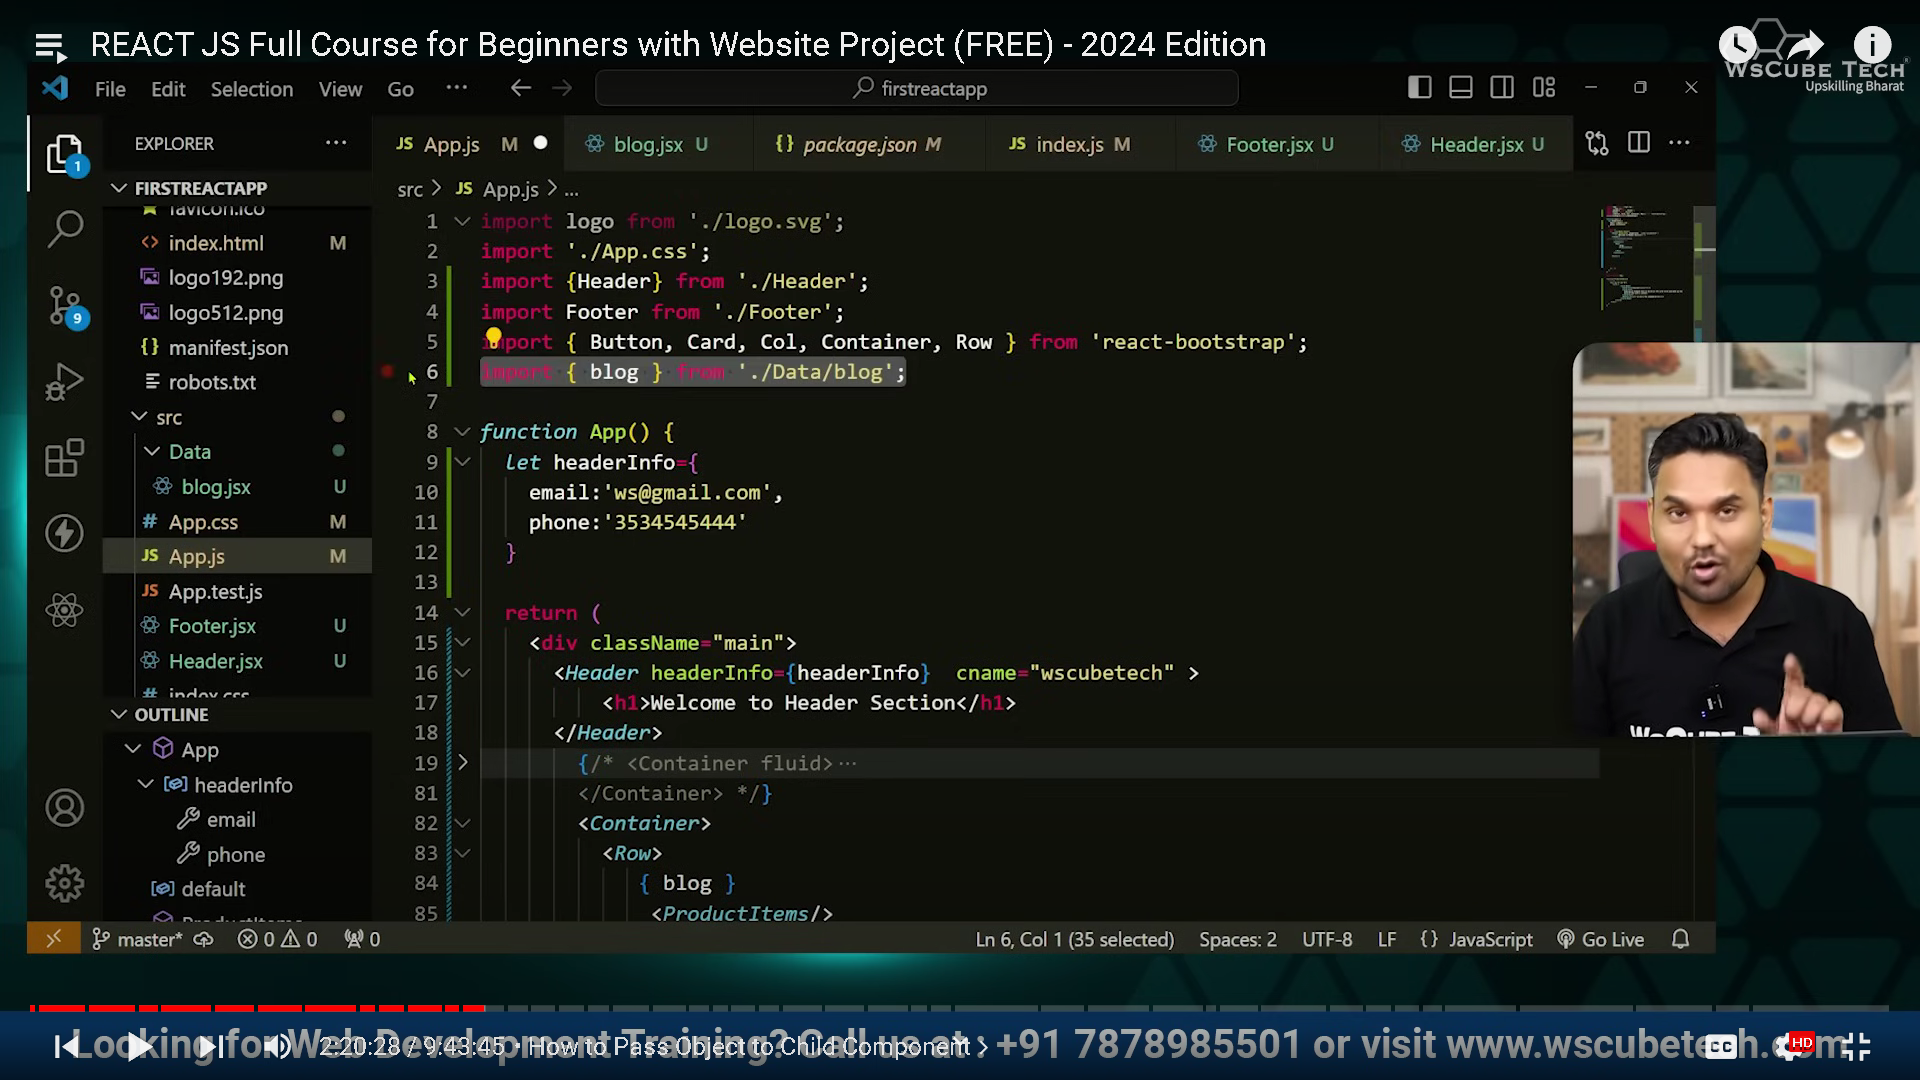 REACT JS Full Course for Beginners with Website Project (FREE) - 2024 Edition
WSCUBE TECH
Upskilling Bharat
File Edit Selection View Go ··· firstreactapp
EXPLORER ···
JS App.js M blog.jsx U {} package.json M JS index.js M Footer.jsx U Header.jsx U ···
FIRSTREACTAPP
favicon.ico
index.html M
logo192.png
logo512.png
{} manifest.json
robots.txt
src
Data
blog.jsx U
# App.css M
JS App.js M
JS App.test.js
Footer.jsx U
Header.jsx U
# index.css
OUTLINE
App
headerInfo
email
phone
default
ProductItems
1
9
src > JS App.js > ...
1 import logo from './logo.svg';
2 import './App.css';
3 import {Header} from './Header';
4 import Footer from './Footer';
5 import { Button, Card, Col, Container, Row } from 'react-bootstrap';
6 import { blog } from './Data/blog';
7
8 function App() {
9 let headerInfo={
10 email:'ws@gmail.com',
11 phone:'3534545444'
12 }
13
14 return (
15 <div className="main">
16 <Header headerInfo={headerInfo} cname="wscubetech" >
17 <h1>Welcome to Header Section</h1>
18 </Header>
19 {/* <Container fluid> ···
81 </Container> */}
82 <Container>
83 <Row>
84 { blog }
85 <ProductItems/>
master* 0 0 0 Ln 6, Col 1 (35 selected) Spaces: 2 UTF-8 LF {} JavaScript Go Live
Looking for Web Development Training? Call us at : +91 7878985501 or visit www.wscubetech.com
2:20:28 / 9:43:45 • How to Pass Object to Child Component >
CC
HD